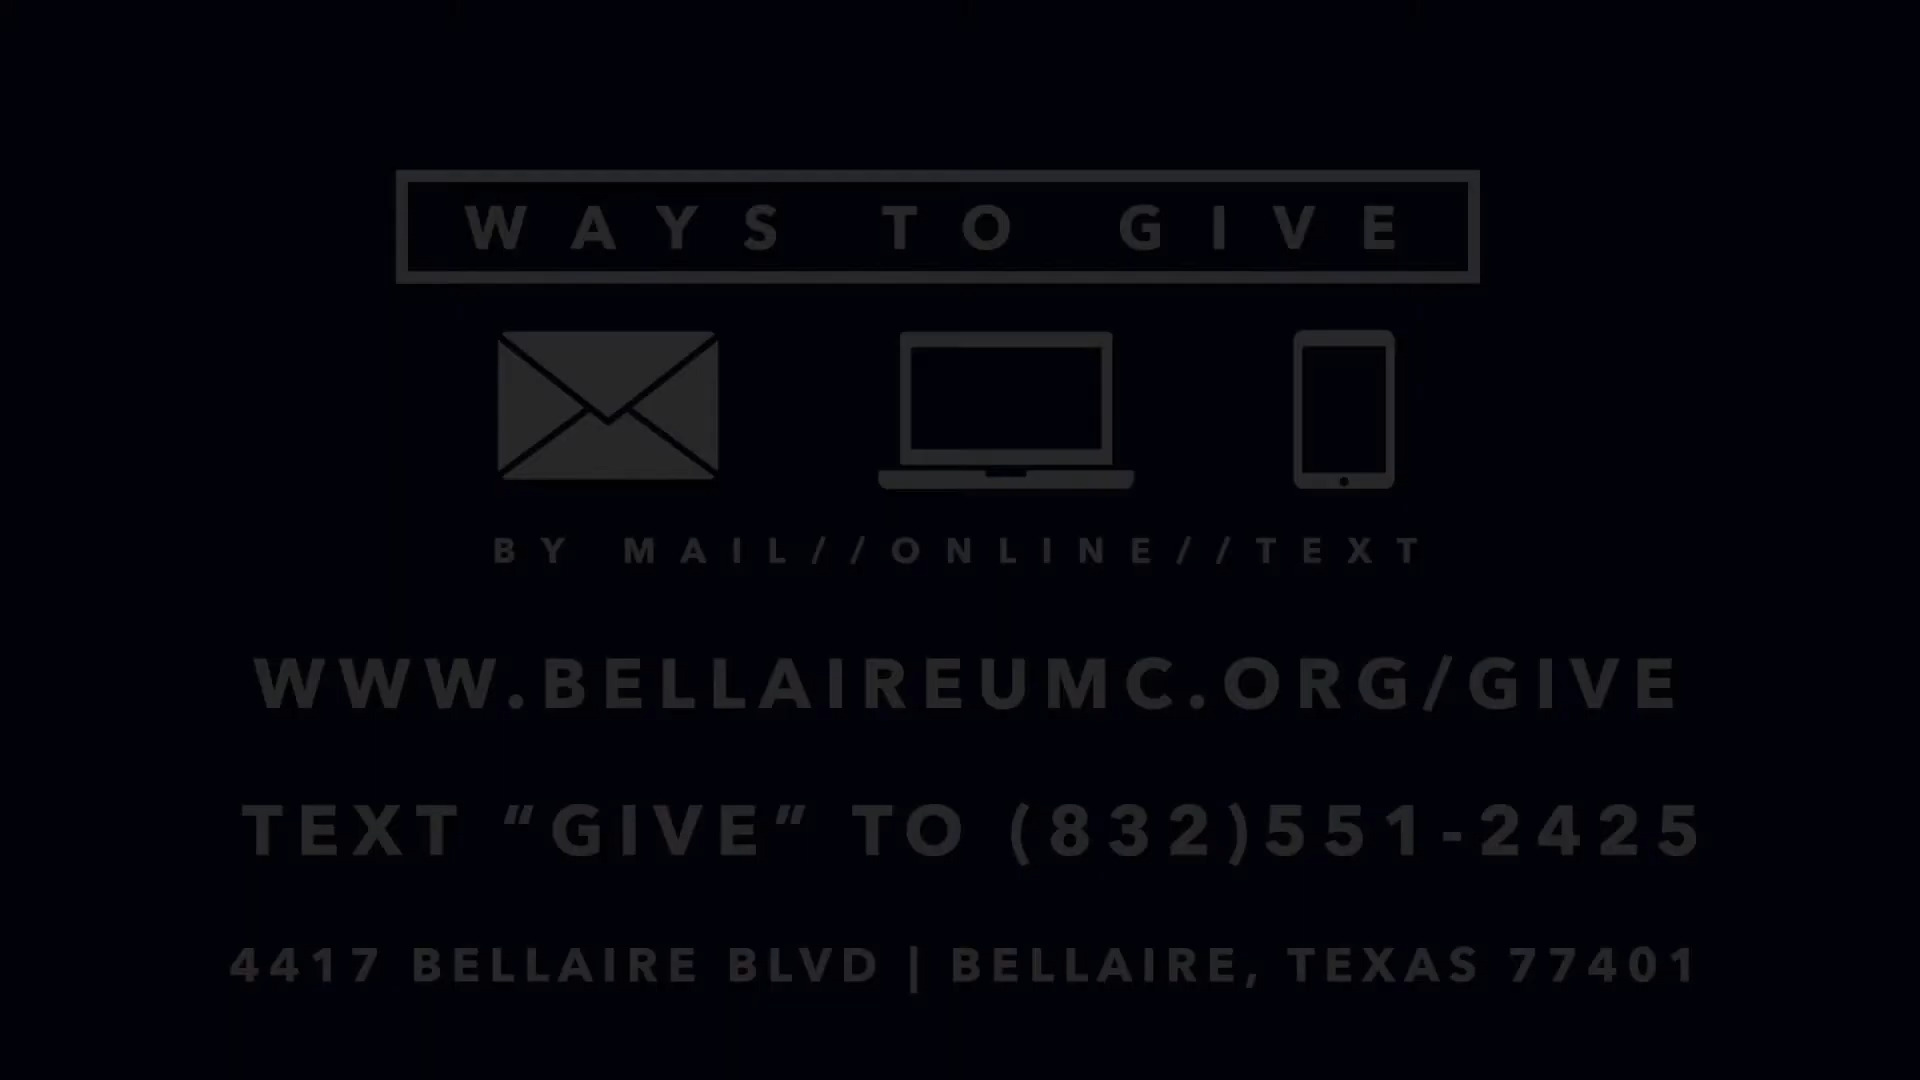 WAYS TO GIVE
BY MAIL//ONLINE//TEXT
WWW.BELLAIREUMC.ORG/GIVE
TEXT “GIVE” TO (832)551-2425
4417 BELLAIRE BLVD | BELLAIRE, TEXAS 77401